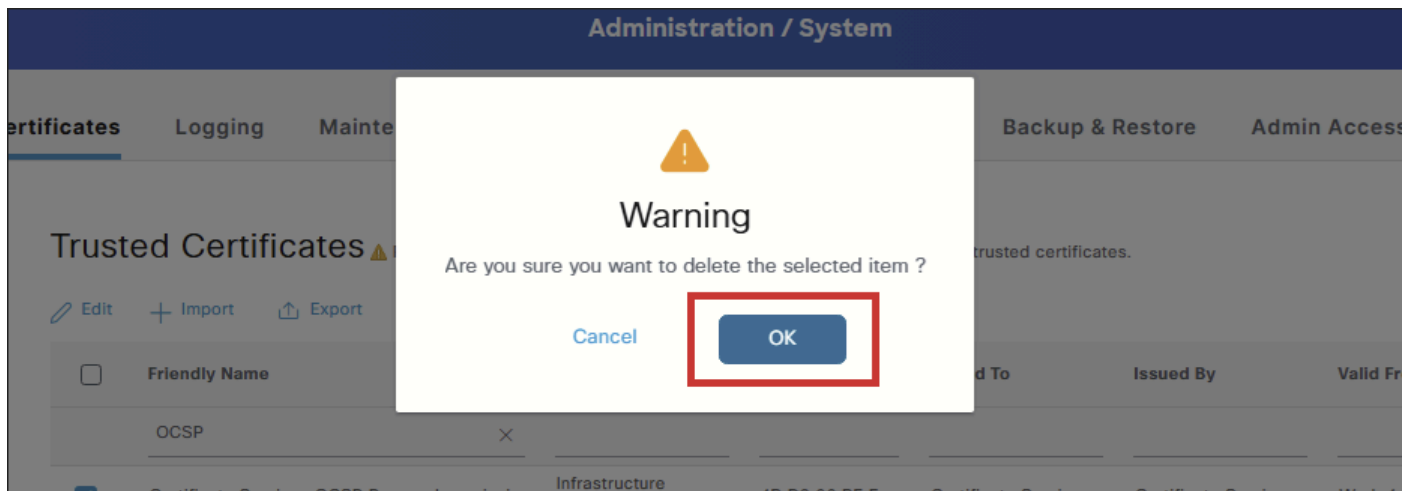 Administration / System
ertificates Logging Mainte Backup & Restore Admin Access
Warning
Trusted Certificates trusted certificates.
Are you sure you want to delete the selected item ?
Edit Import Export
Cancel OK
Friendly Name d To Issued By Valid Fr
OCSP
Infrastructure